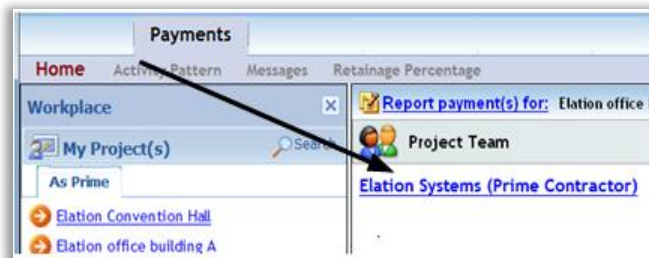 Payments
Home Activity Pattern Messages Retainage Percentage
Workplace
Report payment(s) for: Elation office
My Project(s) Search
Project Team
As Prime
Elation Systems (Prime Contractor)
Elation Convention Hall
Elation office building A